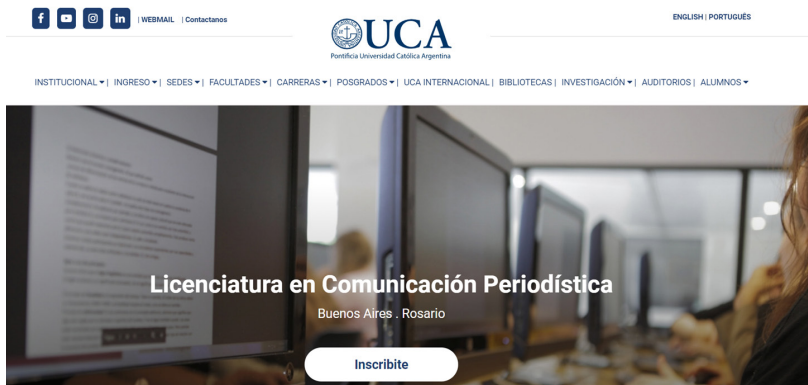 | WEBMAIL | Contactanos
ENGLISH | PORTUGUÊS
UCA
Pontificia Universidad Católica Argentina
INSTITUCIONAL | INGRESO | SEDES | FACULTADES | CARRERAS | POSGRADOS | UCA INTERNACIONAL | BIBLIOTECAS | INVESTIGACIÓN | AUDITORIOS | ALUMNOS
Licenciatura en Comunicación Periodística
Buenos Aires . Rosario
Inscribite